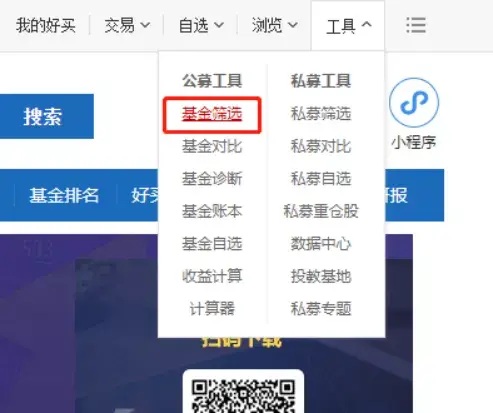 我的好买 交易 自选 浏览 工具
公募工具 私募工具
基金筛选 私募筛选
搜索
基金对比 私募对比 小程序
基金诊断 私募自选
基金排名 好买 研报
基金账本 私募重仓股
基金自选 数据中心
收益计算 投教基地
计算器 私募专题
扫码下载